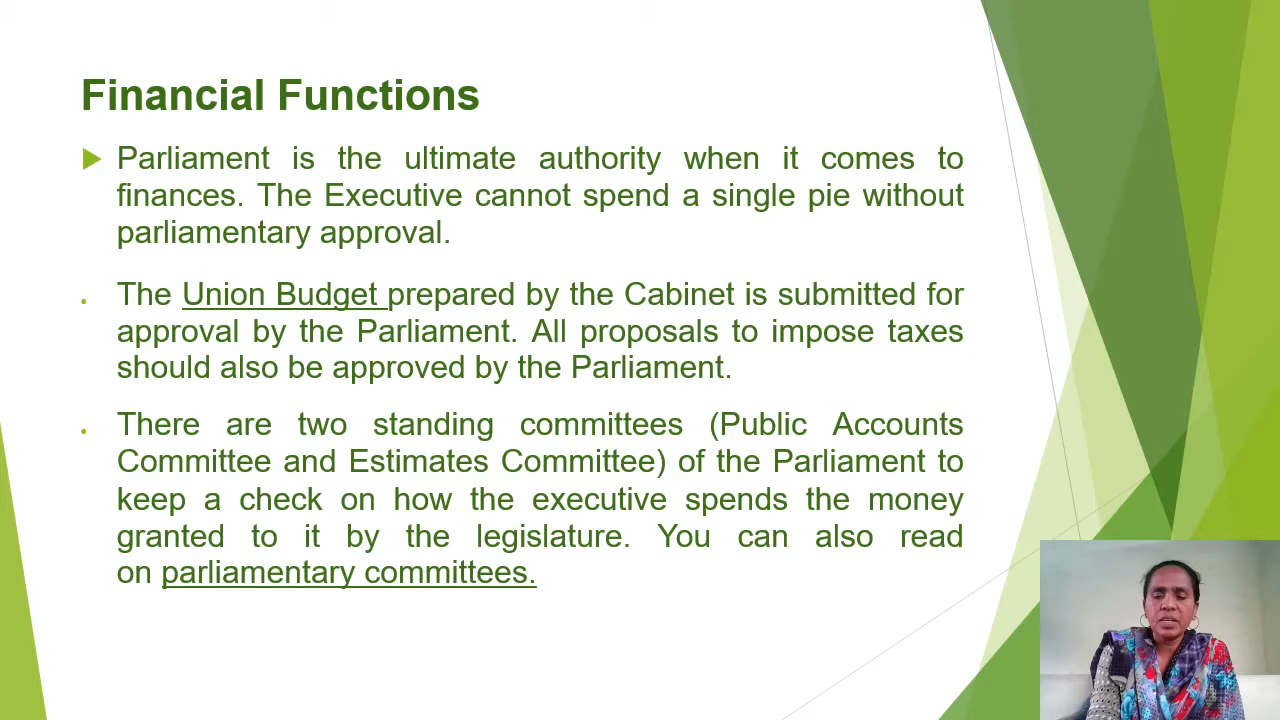 Financial Functions
Parliament is the ultimate authority when it comes to
finances. The Executive cannot spend a single pie without
parliamentary approval.
The Union Budget prepared by the Cabinet is submitted for
approval by the Parliament. All proposals to impose taxes
should also be approved by the Parliament.
There are two standing committees (Public Accounts
Committee and Estimates Committee) of the Parliament to
keep a check on how the executive spends the money
granted to it by the legislature. You can also read
on parliamentary committees.